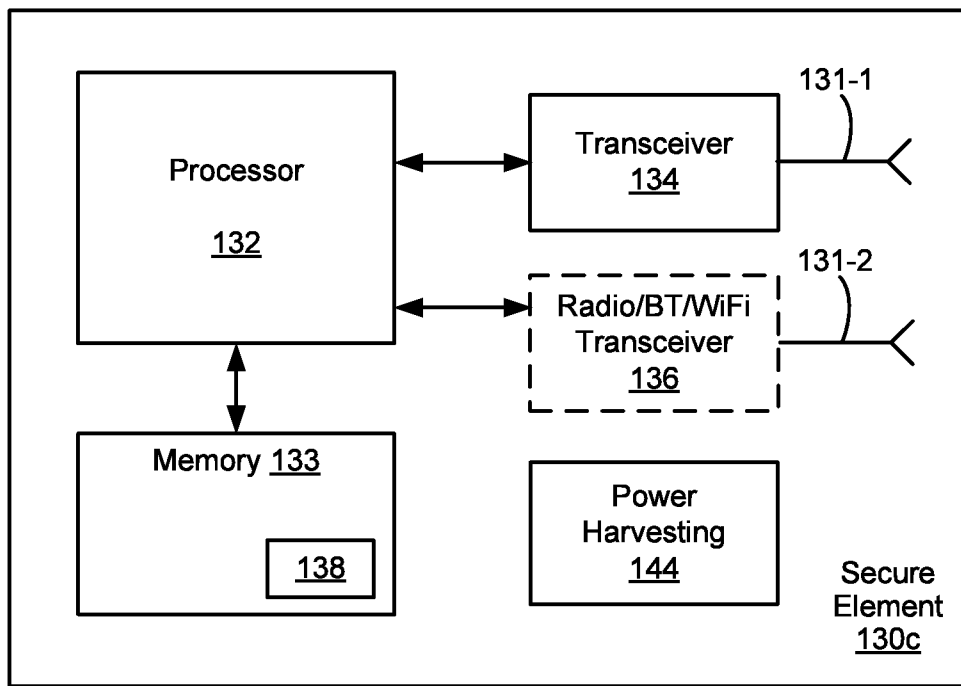 Processor
132
Transceiver
134
131-1
Radio/BT/WiFi
Transceiver
136
131-2
Memory 133
138
Power
Harvesting
144
Secure
Element
130c